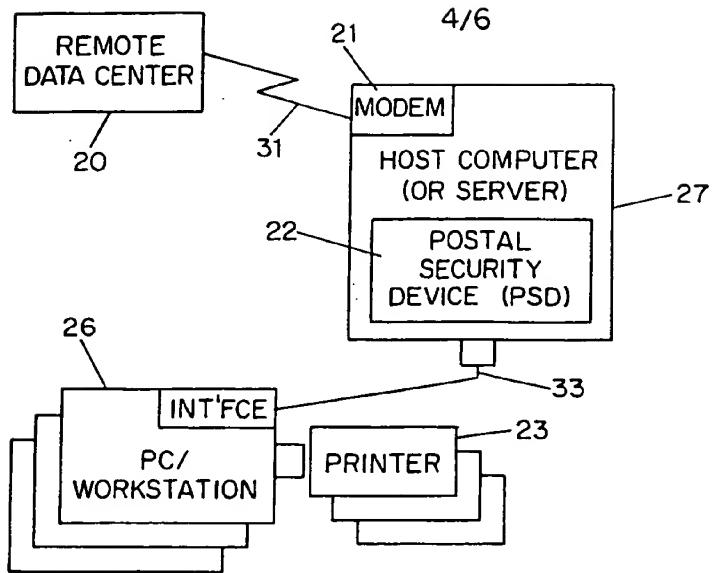 4/6
REMOTE
DATA CENTER
20
31
21
MODEM
HOST COMPUTER
(OR SERVER)
27
22
POSTAL
SECURITY
DEVICE (PSD)
33
26
INT'FCE
PC/
WORKSTATION
23
PRINTER